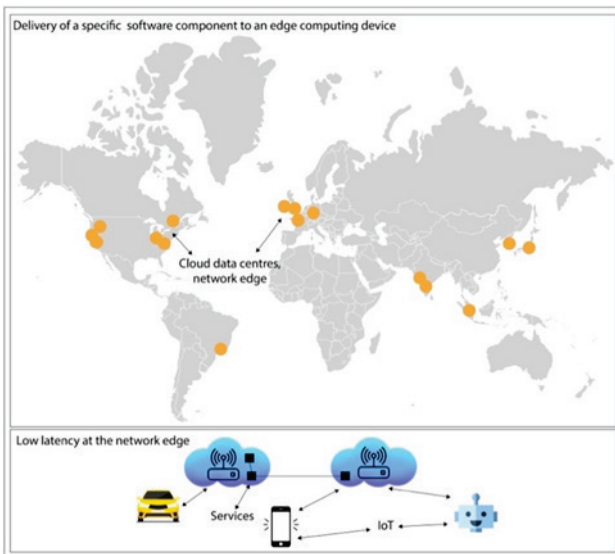 Delivery of a specific software component to an edge computing device
Cloud data centres,
network edge
Low latency at the network edge
Services
IoT